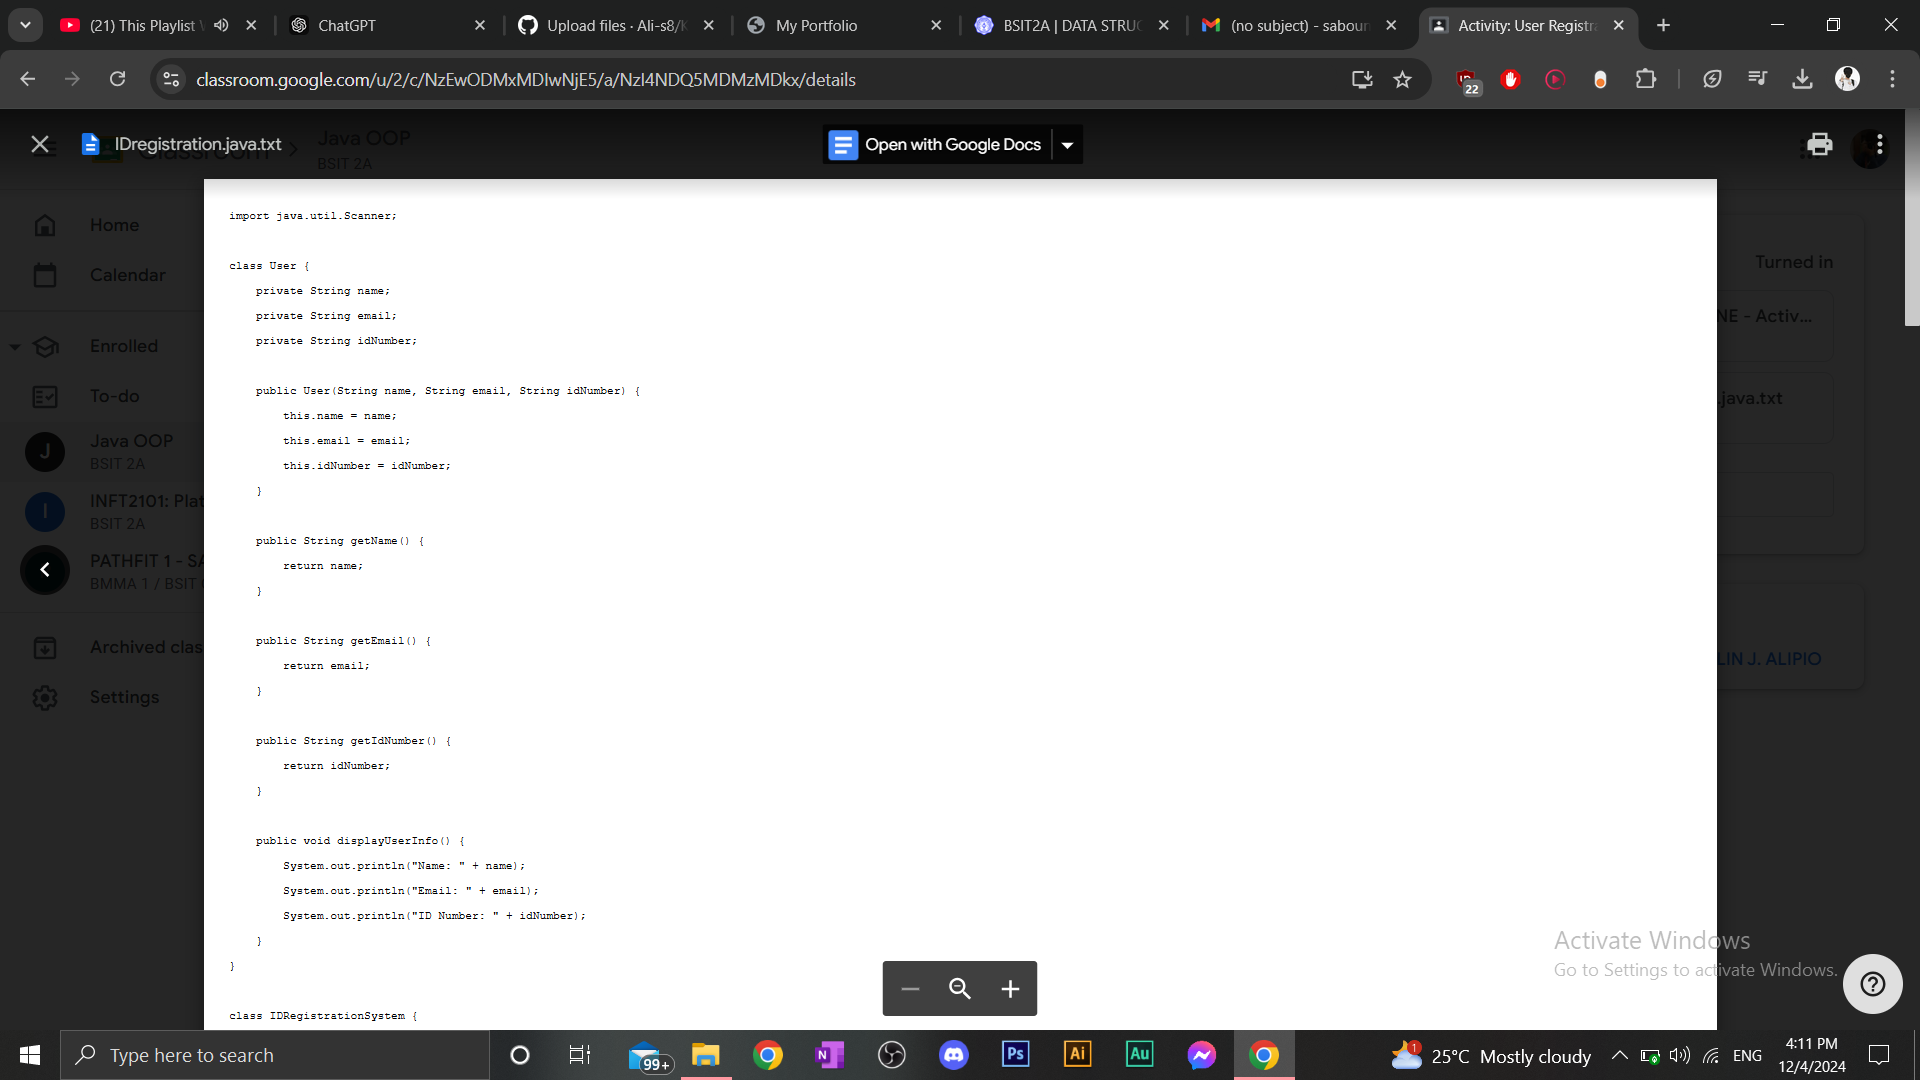 (21) This Playlist
ChatGPT
Upload files · Ali-s8/
My Portfolio
BSIT2A | DATA STRUC
(no subject) - saboun
Activity: User Registra
classroom.google.com/u/2/c/NzEwODMxMDIwNjE5/a/NzI4NDQ5MDMzMDkx/details
22
IDregistration.java.txt
Classroom
Java OOP
BSIT 2A
Open with Google Docs
Home
Calendar
Enrolled
To-do
J
Java OOP
BSIT 2A
I
INFT2101: Plat
BSIT 2A
PATHFIT 1 - SA
BMMA 1 / BSIT
Archived clas
Settings
import java.util.Scanner;
class User {
private String name;
private String email;
private String idNumber;
public User(String name, String email, String idNumber) {
this.name = name;
this.email = email;
this.idNumber = idNumber;
}
public String getName() {
return name;
}
public String getEmail() {
return email;
}
public String getIdNumber() {
return idNumber;
}
public void displayUserInfo() {
System.out.println("Name: " + name);
System.out.println("Email: " + email);
System.out.println("ID Number: " + idNumber);
}
}
class IDRegistrationSystem {
Turned in
NE - Activ...
.java.txt
LIN J. ALIPIO
Activate Windows
Go to Settings to activate Windows.
Type here to search
99+
N
Ps
Ai
Au
1
25°C Mostly cloudy
ENG
4:11 PM
12/4/2024